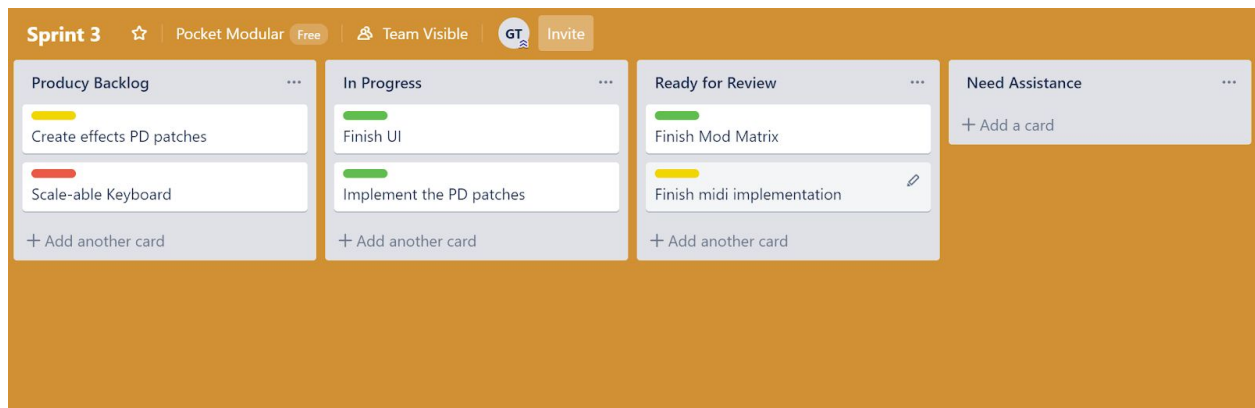 Sprint 3 Pocket Modular Free Team Visible GT Invite
Producy Backlog
Create effects PD patches
Scale-able Keyboard
+ Add another card
In Progress
Finish UI
Implement the PD patches
+ Add another card
Ready for Review
Finish Mod Matrix
Finish midi implementation
+ Add another card
Need Assistance
+ Add a card